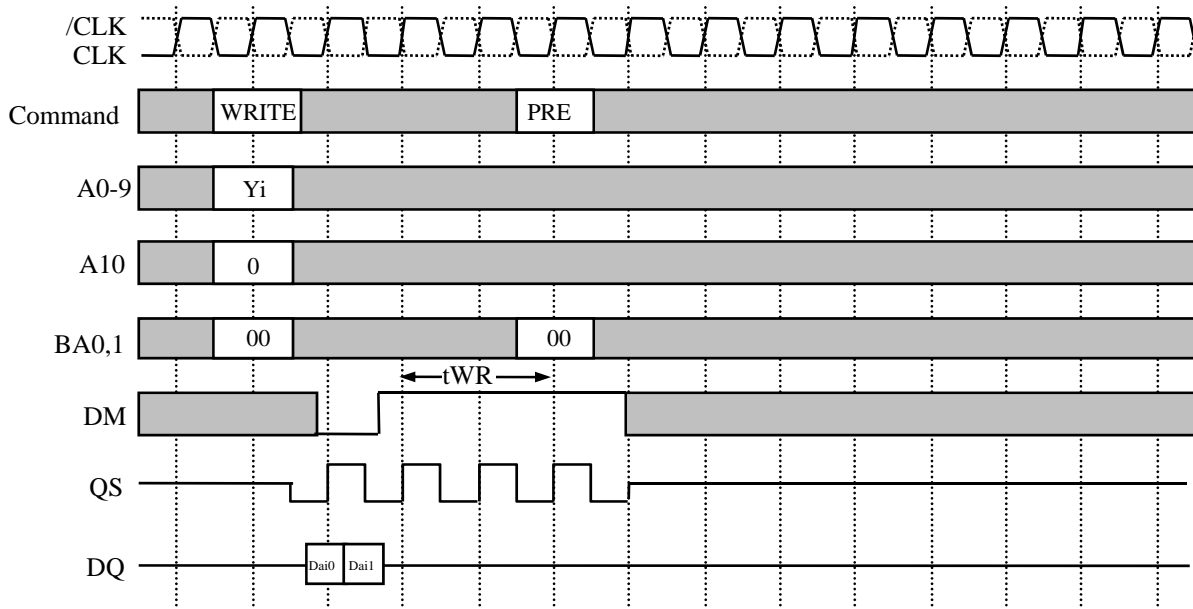 /CLK
CLK
Command WRITE PRE
A0-9 Yi
A10 0
BA0,1 00 00
tWR
DM
QS
DQ Dai0 Dai1